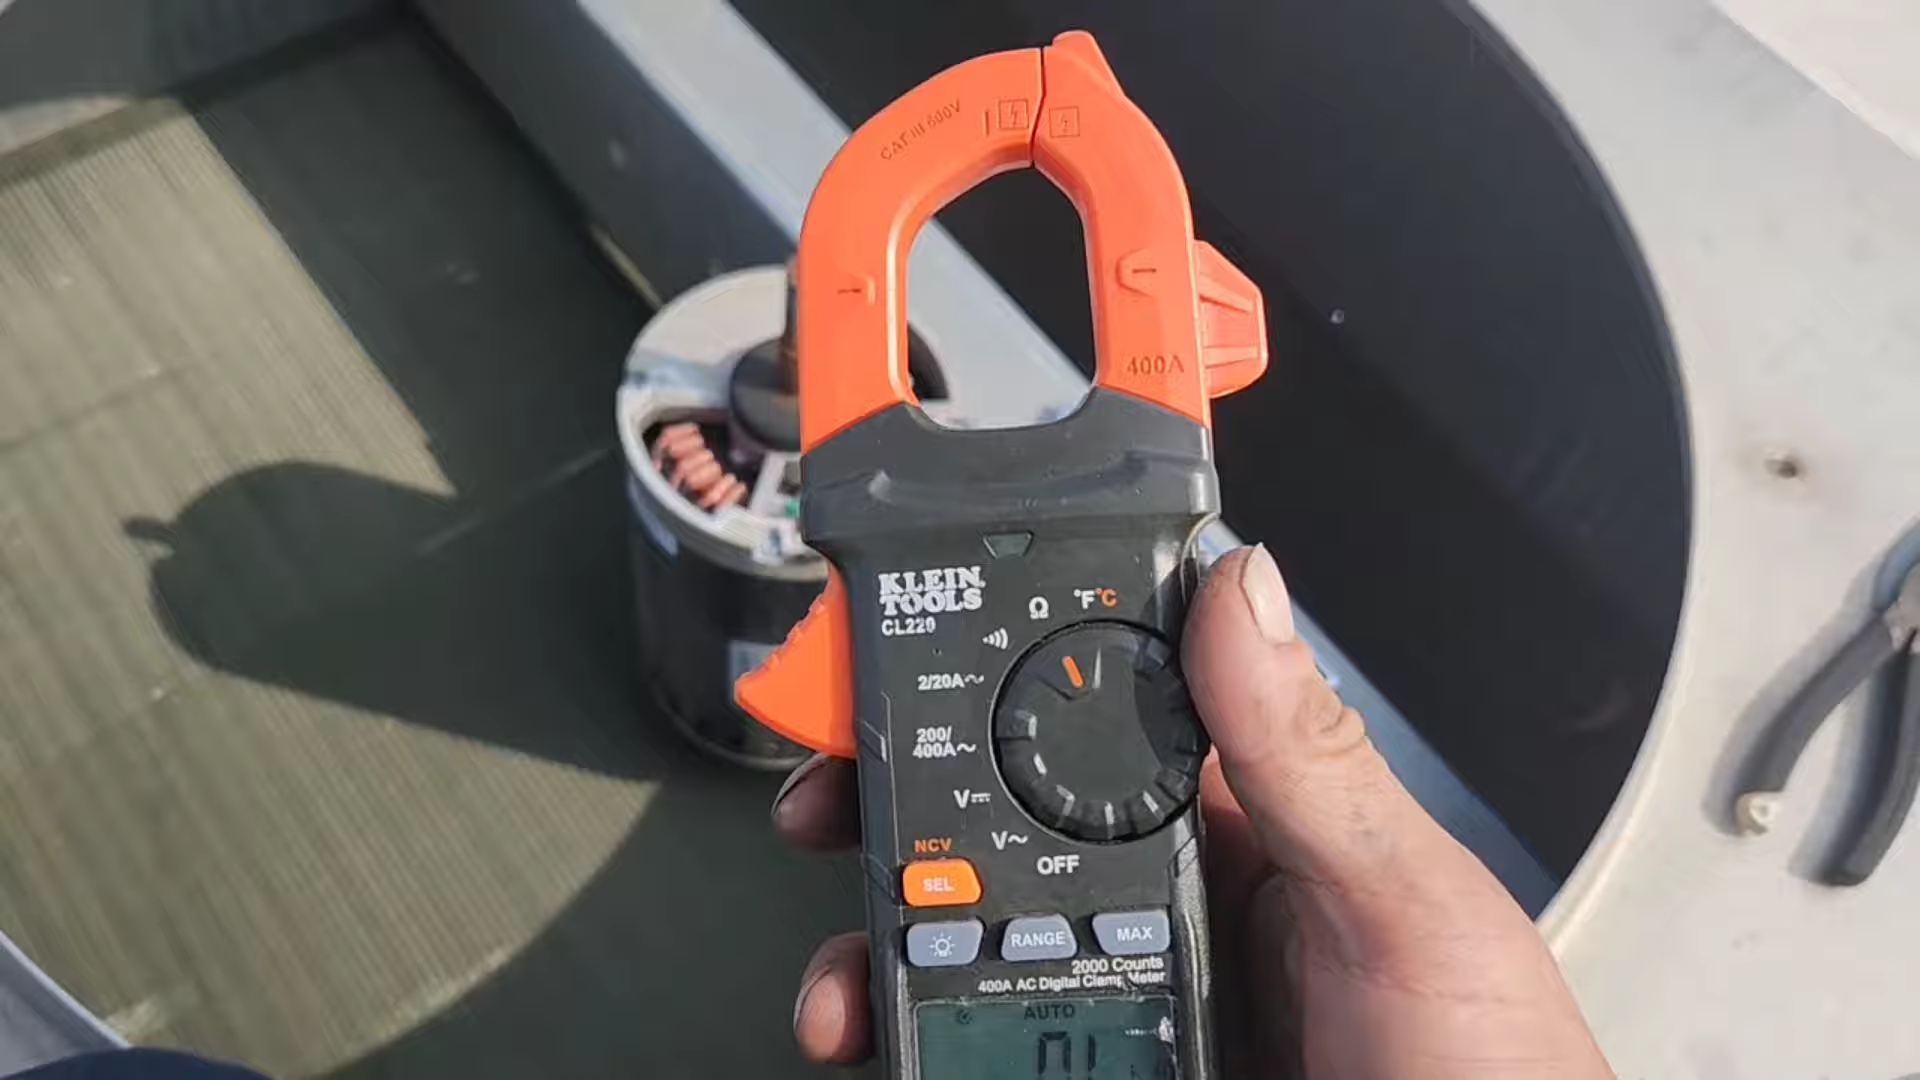 CAT III 600V
400A
KLEIN
TOOLS
CL220
Ω
°F°C
2/20A~
200/
400A~
V⎓
V~
OFF
NCV
SEL
RANGE
MAX
2000 Counts
400A AC Digital Clamp Meter
AUTO